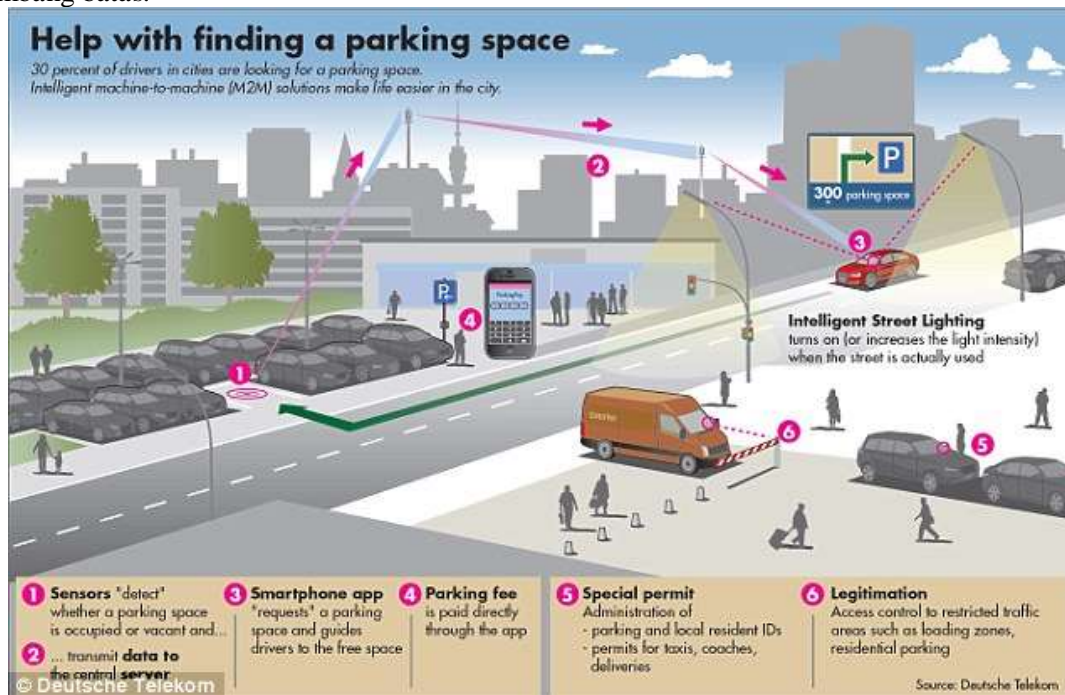 Help with finding a parking space
30 percent of drivers in cities are looking for a parking space.
Intelligent machine-to-machine (M2M) solutions make life easier in the city.
2
P
300 parking space
3
P
4
1
Intelligent Street Lighting
turns on (or increases the light intensity)
when the street is actually used
6
5
1 Sensors "detect"
whether a parking space
is occupied or vacant and...
2 ... transmit data to
the central server
3 Smartphone app
"requests" a parking
space and guides
drivers to the free space
4 Parking fee
is paid directly
through the app
5 Special permit
Administration of
- parking and local resident IDs
- permits for taxis, coaches,
deliveries
6 Legitimation
Access control to restricted traffic
areas such as loading zones,
residential parking
© Deutsche Telekom
Source: Deutsche Telekom